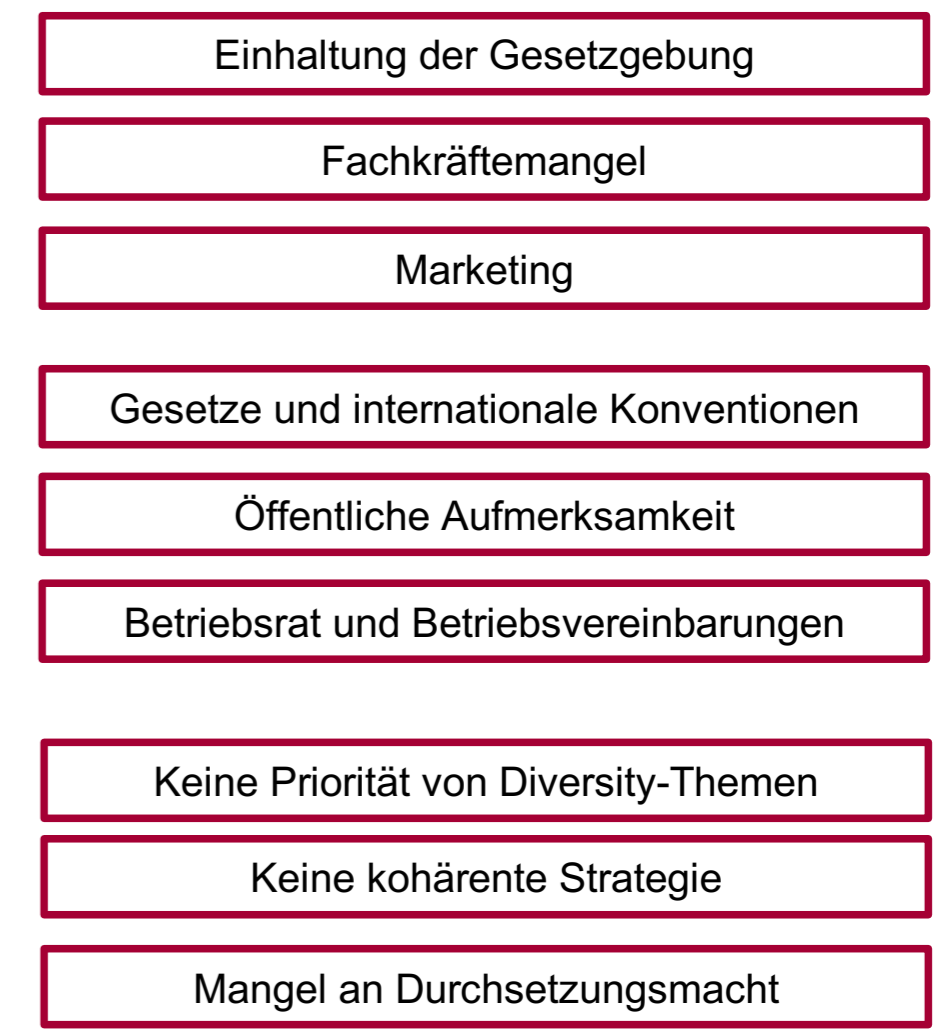 Einhaltung der Gesetzgebung
Fachkräftemangel
Marketing
Gesetze und internationale Konventionen
Öffentliche Aufmerksamkeit
Betriebsrat und Betriebsvereinbarungen
Keine Priorität von Diversity-Themen
Keine kohärente Strategie
Mangel an Durchsetzungsmacht